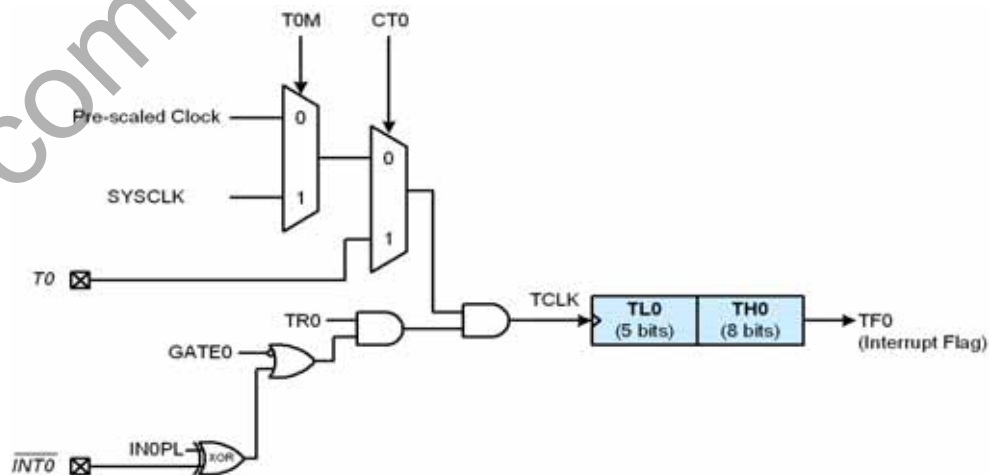 com
T0M
CT0
Pre-scaled Clock
0
0
SYSCLK
1
1
T0
TCLK
TL0
(5 bits)
TH0
(8 bits)
TR0
TF0
(Interrupt Flag)
GATE0
IN0PL
XOR
INT0